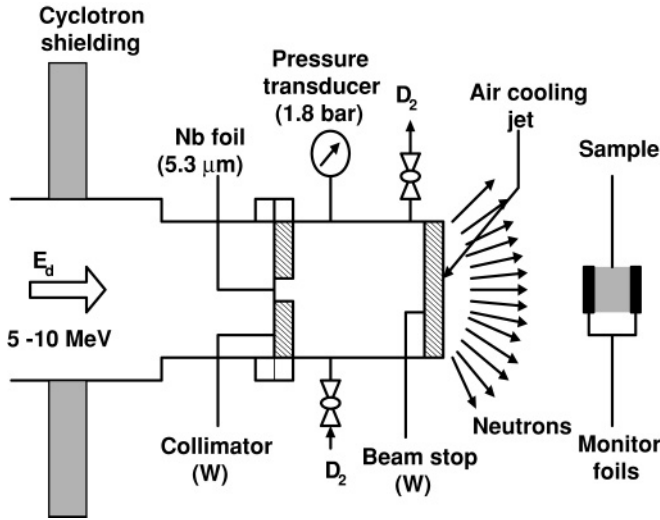 Cyclotron
shielding
Pressure
transducer
(1.8 bar)
D2
Air cooling
jet
Nb foil
(5.3 μm)
Sample
Ed
5 -10 MeV
Collimator
(W)
D2
Beam stop
(W)
Neutrons
Monitor
foils